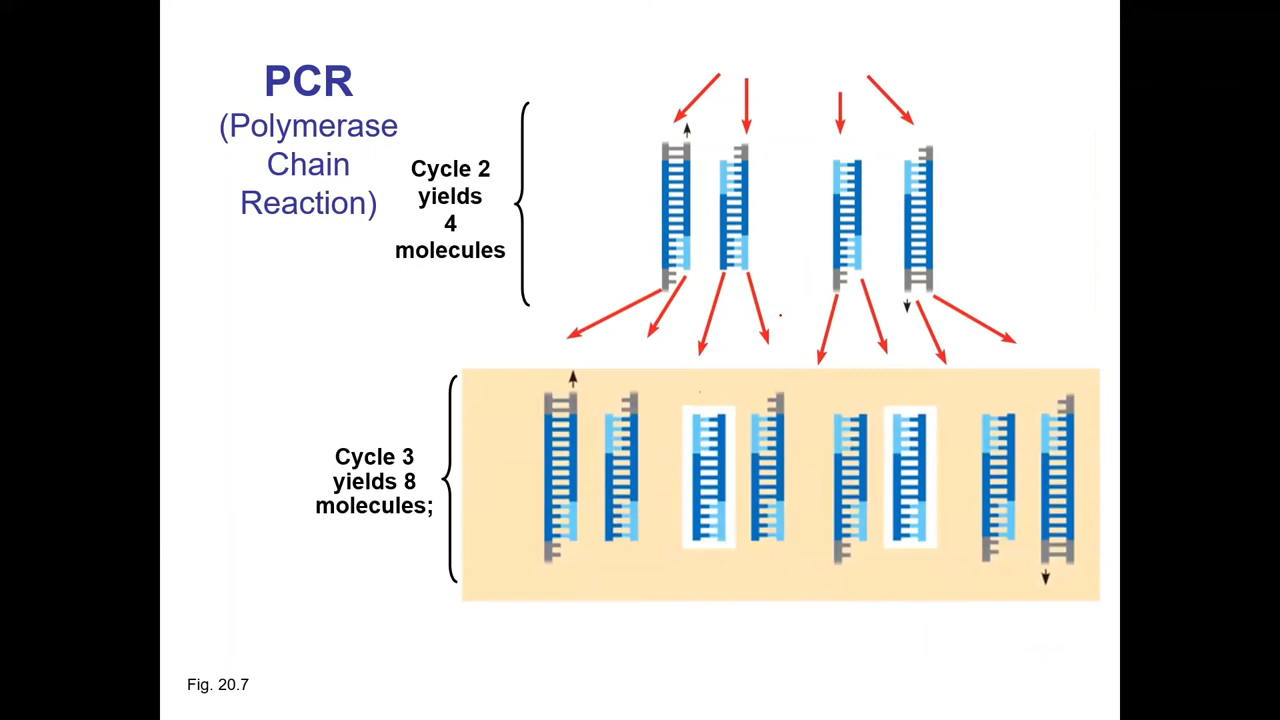 PCR
(Polymerase
Chain
Reaction)
Cycle 2
yields
4
molecules
Cycle 3
yields 8
molecules;
Fig. 20.7